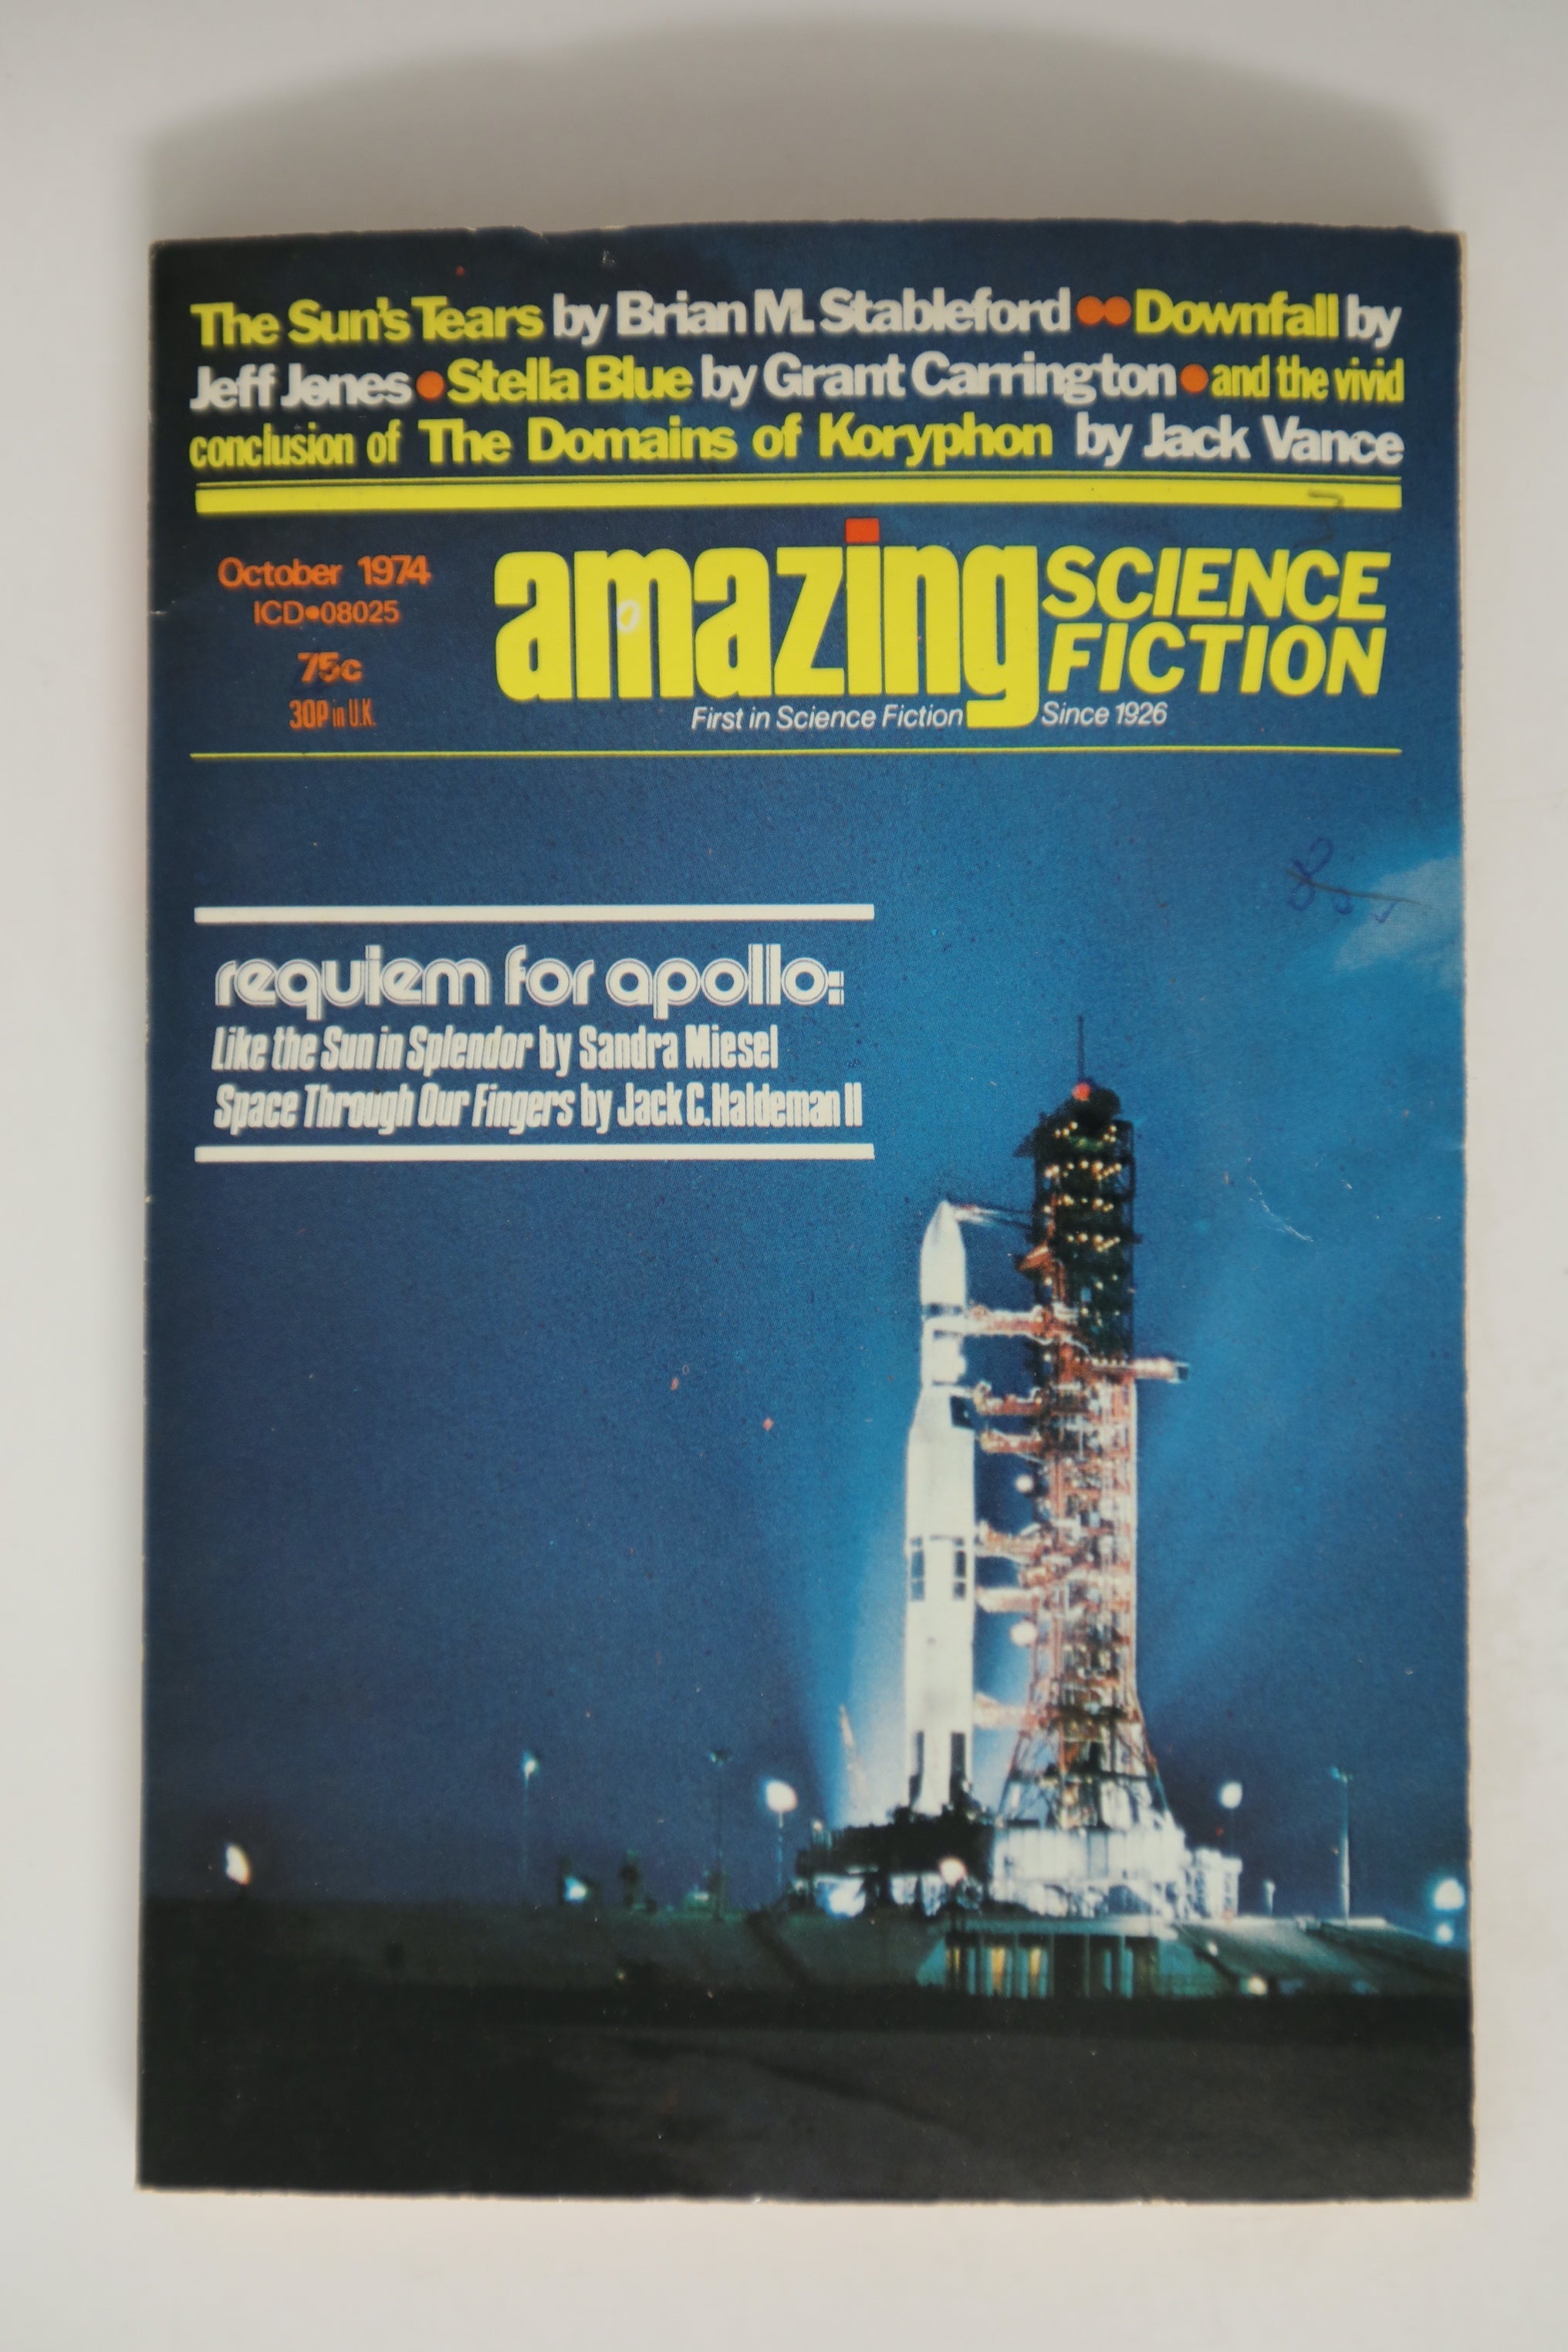 The Sun's Tears by Brian M. Stableford ●● Downfall by
Jeff Jones ● Stella Blue by Grant Carrington ● and the vivid
conclusion of The Domains of Koryphon by Jack Vance
October 1974
ICD●08025
75c
30P in U.K.
amazing SCIENCE
FICTION
First in Science Fiction Since 1926
requiem for apollo:
Like the Sun in Splendor by Sandra Miesel
Space Through Our Fingers by Jack C. Haldeman II